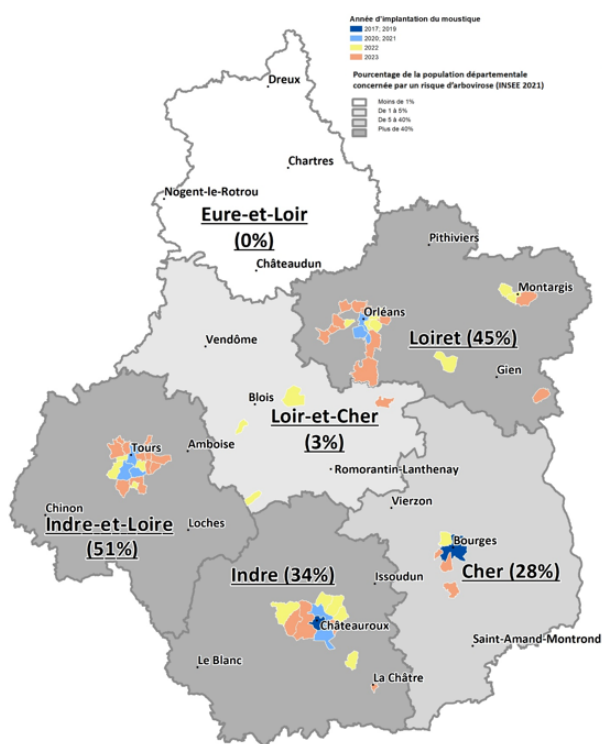 Année d'implantation du moustique
2017; 2019
2020; 2021
2022
2023
Pourcentage de la population départementale
concernée par un risque d'arbovirose (INSEE 2021)
Moins de 1%
De 1 à 5%
De 5 à 40%
Plus de 40%
Dreux
Chartres
Nogent-le-Rotrou
Eure-et-Loir
(0%)
Châteaudun
Pithiviers
Montargis
Orléans
Loiret (45%)
Gien
Vendôme
Blois
Loir-et-Cher
(3%)
Romorantin-Lanthenay
Tours
Amboise
Chinon
Indre-et-Loire
(51%)
Loches
Vierzon
Bourges
Cher (28%)
Indre (34%)
Issoudun
Châteauroux
Saint-Amand-Montrond
Le Blanc
La Châtre